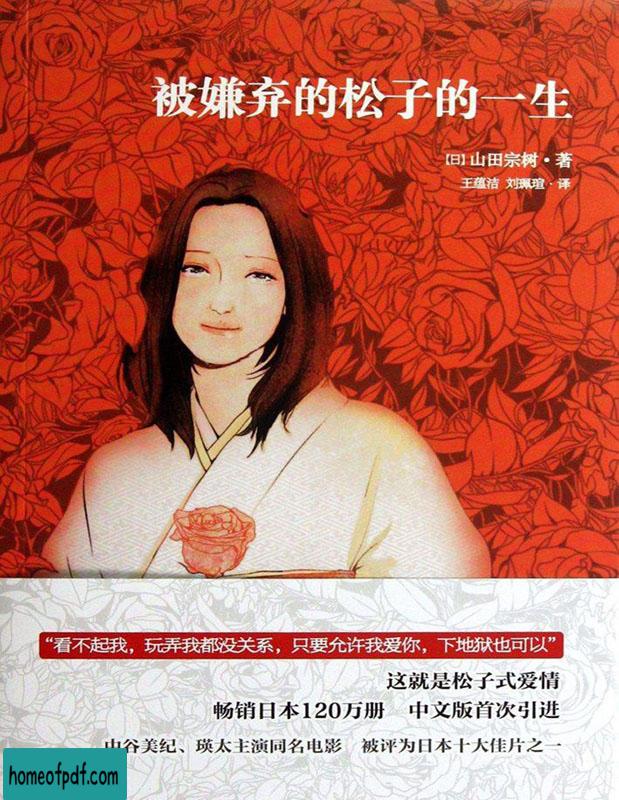 被嫌弃的松子的一生
[日] 山田宗树·著
王蕴洁 刘珮瑄·译
“看不起我，玩弄我都没关系，只要允许我爱你，下地狱也可以”
这就是松子式爱情
畅销日本120万册 中文版首次引进
中谷美纪、瑛太主演同名电影 被评为日本十大佳片之一
homeofpdf.com